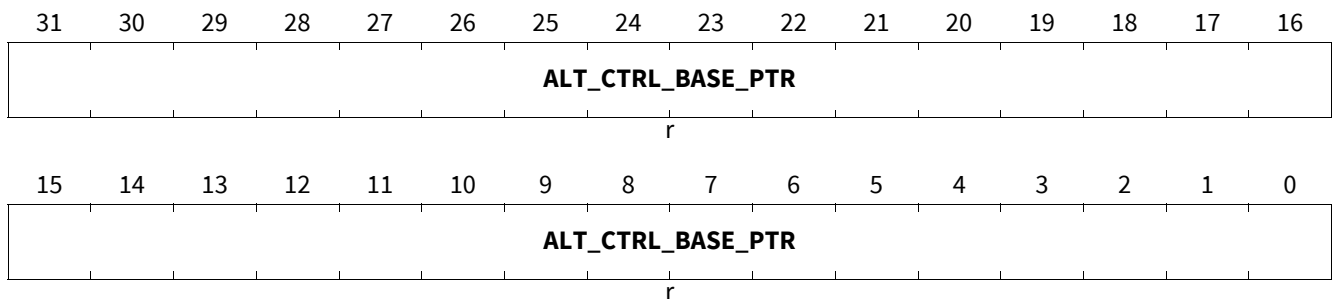 31 30 29 28 27 26 25 24 23 22 21 20 19 18 17 16
ALT_CTRL_BASE_PTR
r
15 14 13 12 11 10 9 8 7 6 5 4 3 2 1 0
ALT_CTRL_BASE_PTR
r